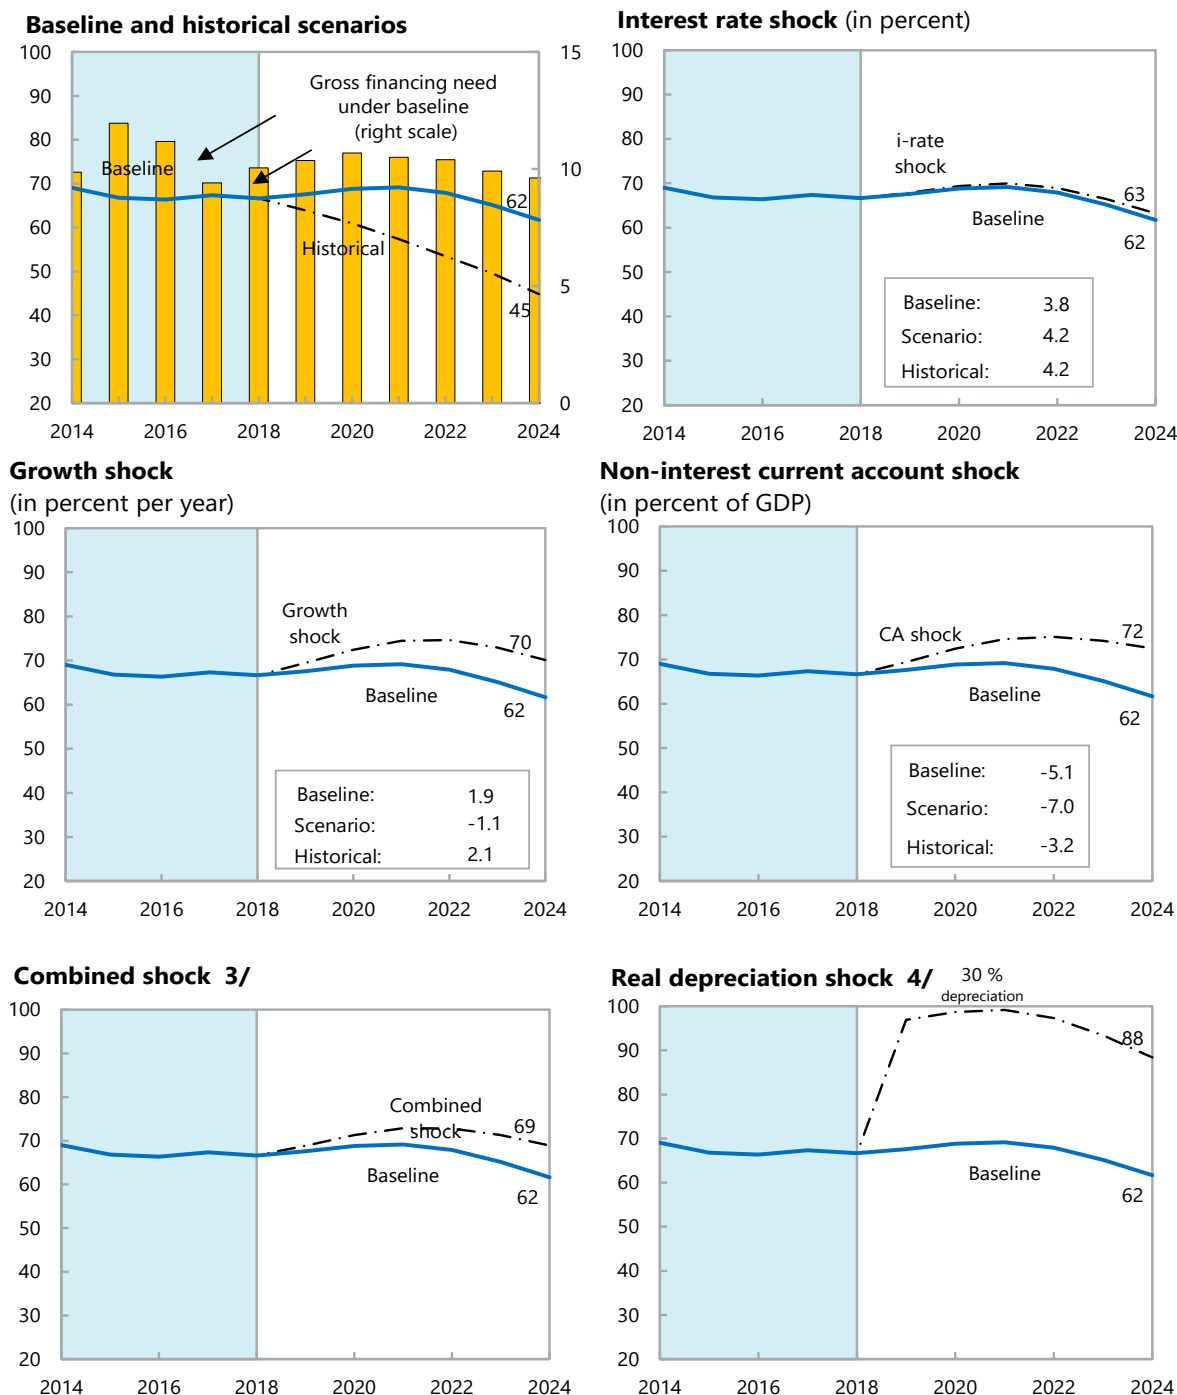 Baseline and historical scenarios
100
90
80
70
60
50
40
30
20
15
10
5
0
Gross financing need
under baseline
(right scale)
Baseline
62
Historical
45
2014 2016 2018 2020 2022 2024
Interest rate shock (in percent)
100
90
80
70
60
50
40
30
20
i-rate
shock
63
Baseline
62
Baseline: 3.8
Scenario: 4.2
Historical: 4.2
2014 2016 2018 2020 2022 2024
Growth shock
(in percent per year)
100
90
80
70
60
50
40
30
20
Growth
shock
70
Baseline
62
Baseline: 1.9
Scenario: -1.1
Historical: 2.1
2014 2016 2018 2020 2022 2024
Non-interest current account shock
(in percent of GDP)
100
90
80
70
60
50
40
30
20
CA shock
72
Baseline
62
Baseline: -5.1
Scenario: -7.0
Historical: -3.2
2014 2016 2018 2020 2022 2024
Combined shock 3/
100
90
80
70
60
50
40
30
20
Combined
shock
69
Baseline
62
2014 2016 2018 2020 2022 2024
Real depreciation shock 4/
30 %
depreciation
100
90
80
70
60
50
40
30
20
88
Baseline
62
2014 2016 2018 2020 2022 2024